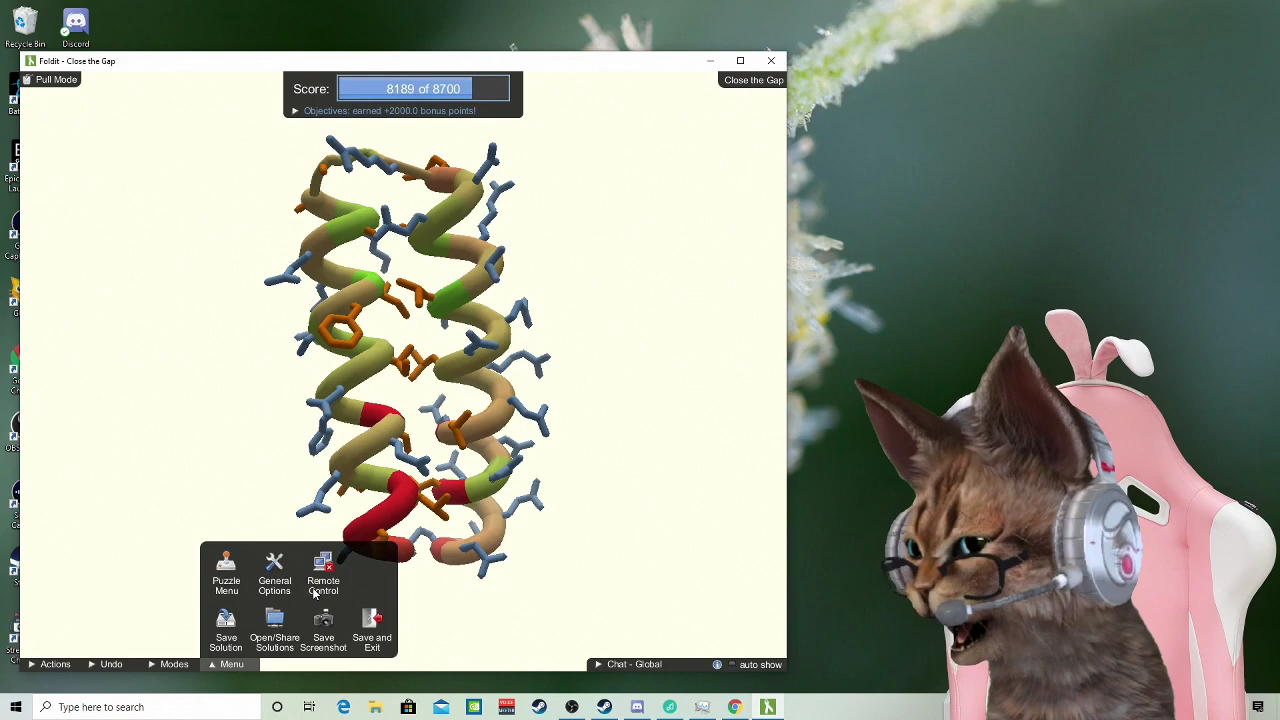 Recycle Bin
Discord
Foldit - Close the Gap
Pull Mode
Score:
8189 of 8700
Objectives: earned +2000.0 bonus points!
Close the Gap
Puzzle
Menu
General
Options
Remote
Control
Save
Solution
Open/Share
Solutions
Save
Screenshot
Save and
Exit
Actions
Undo
Modes
Menu
Chat - Global
auto show
Type here to search